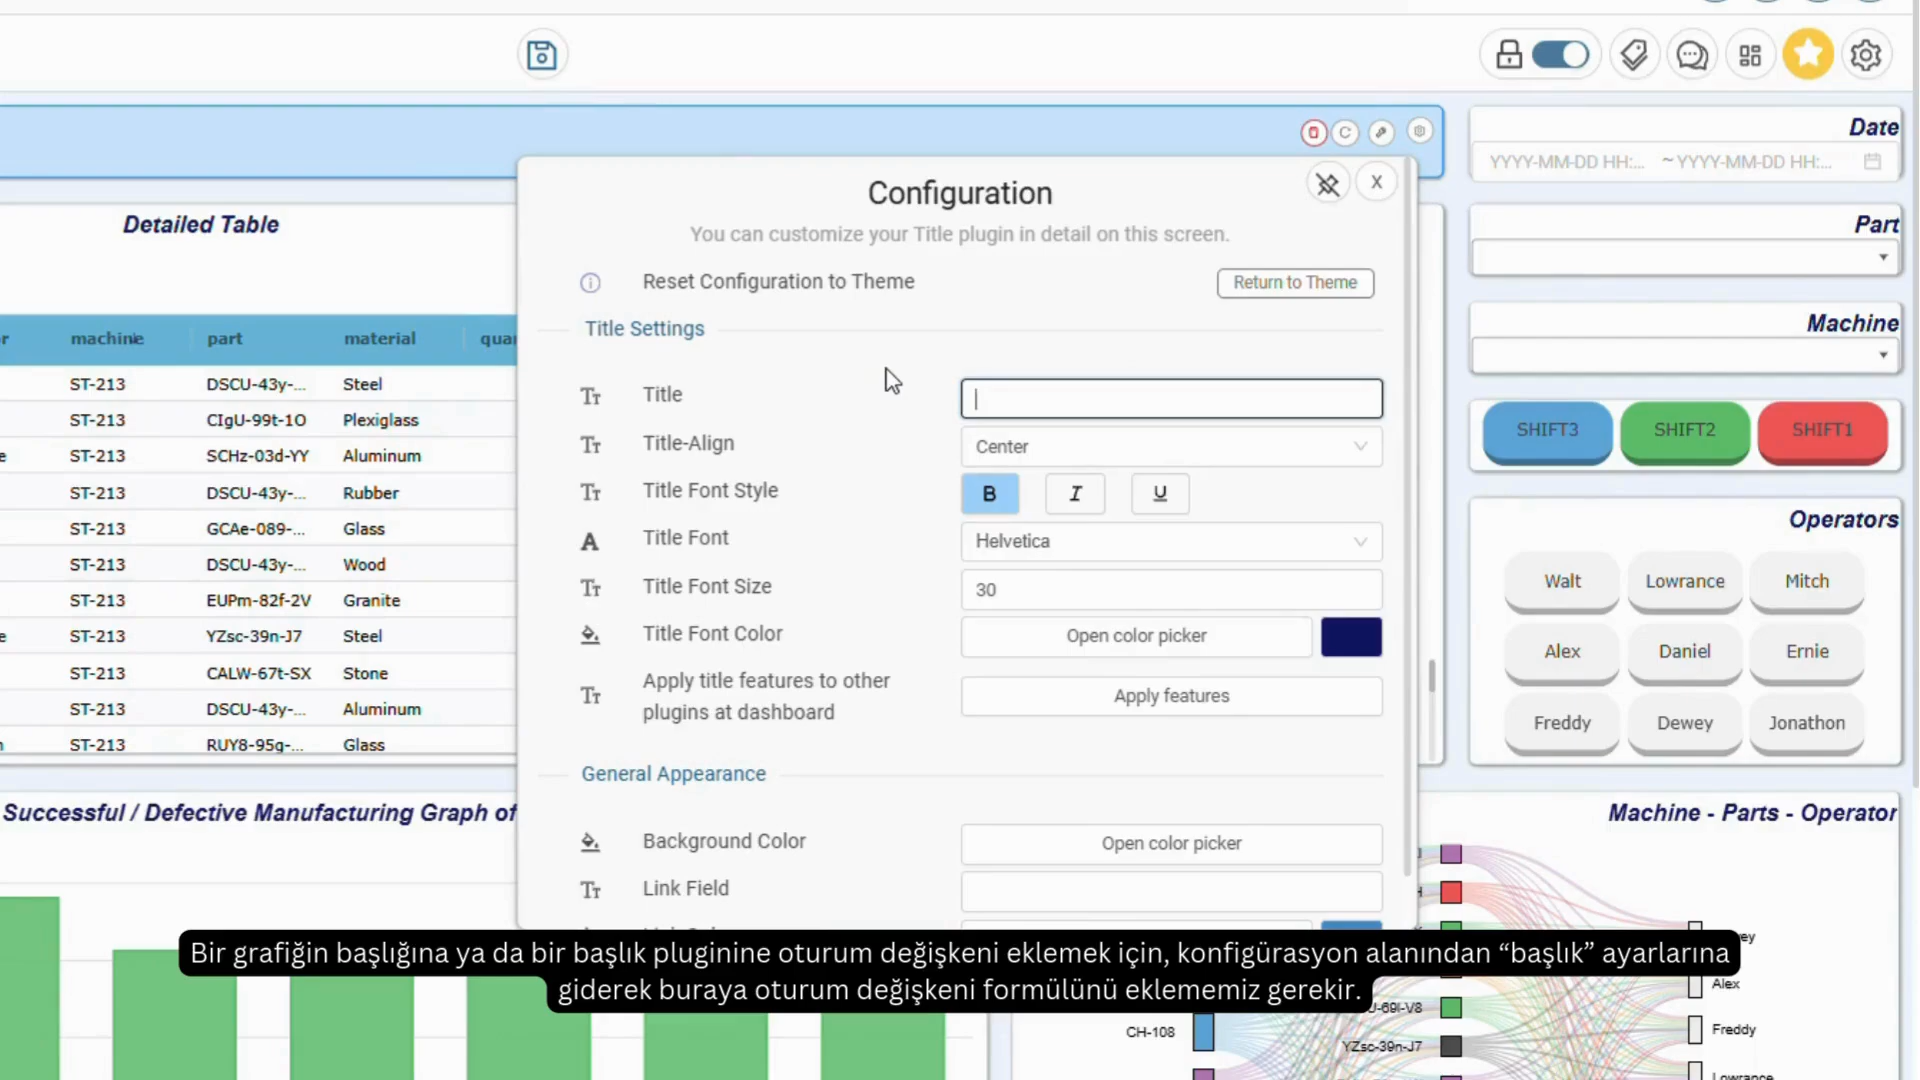 Date
YYYY-MM-DD HH:... ~ YYYY-MM-DD HH:...
Configuration
X
You can customize your Title plugin in detail on this screen.
Detailed Table
Part
Reset Configuration to Theme
Return to Theme
Title Settings
Machine
r machine part material quar
ST-213 DSCU-43y-... Steel
ST-213 CIgU-99t-1O Plexiglass
e ST-213 SCHz-03d-YY Aluminum
ST-213 DSCU-43y-... Rubber
ST-213 GCAe-089-... Glass
ST-213 DSCU-43y-... Wood
ST-213 EUPm-82f-2V Granite
e ST-213 YZsc-39n-J7 Steel
ST-213 CALW-67t-SX Stone
ST-213 DSCU-43y-... Aluminum
ST-213 RUY8-95g-... Glass
Title
Title-Align Center
Title Font Style B I U
Title Font Helvetica
Title Font Size 30
Title Font Color Open color picker
Apply title features to other
plugins at dashboard
Apply features
General Appearance
Background Color Open color picker
Link Field
SHIFT3 SHIFT2 SHIFT1
Operators
Walt Lowrance Mitch
Alex Daniel Ernie
Freddy Dewey Jonathon
Successful / Defective Manufacturing Graph of
Machine - Parts - Operator
Bir grafiğin başlığına ya da bir başlık pluginine oturum değişkeni eklemek için, konfigürasyon alanından “başlık” ayarlarına
giderek buraya oturum değişkeni formülünü eklememiz gerekir.
Alex
CH-108
Freddy
YZsc-39n-J7